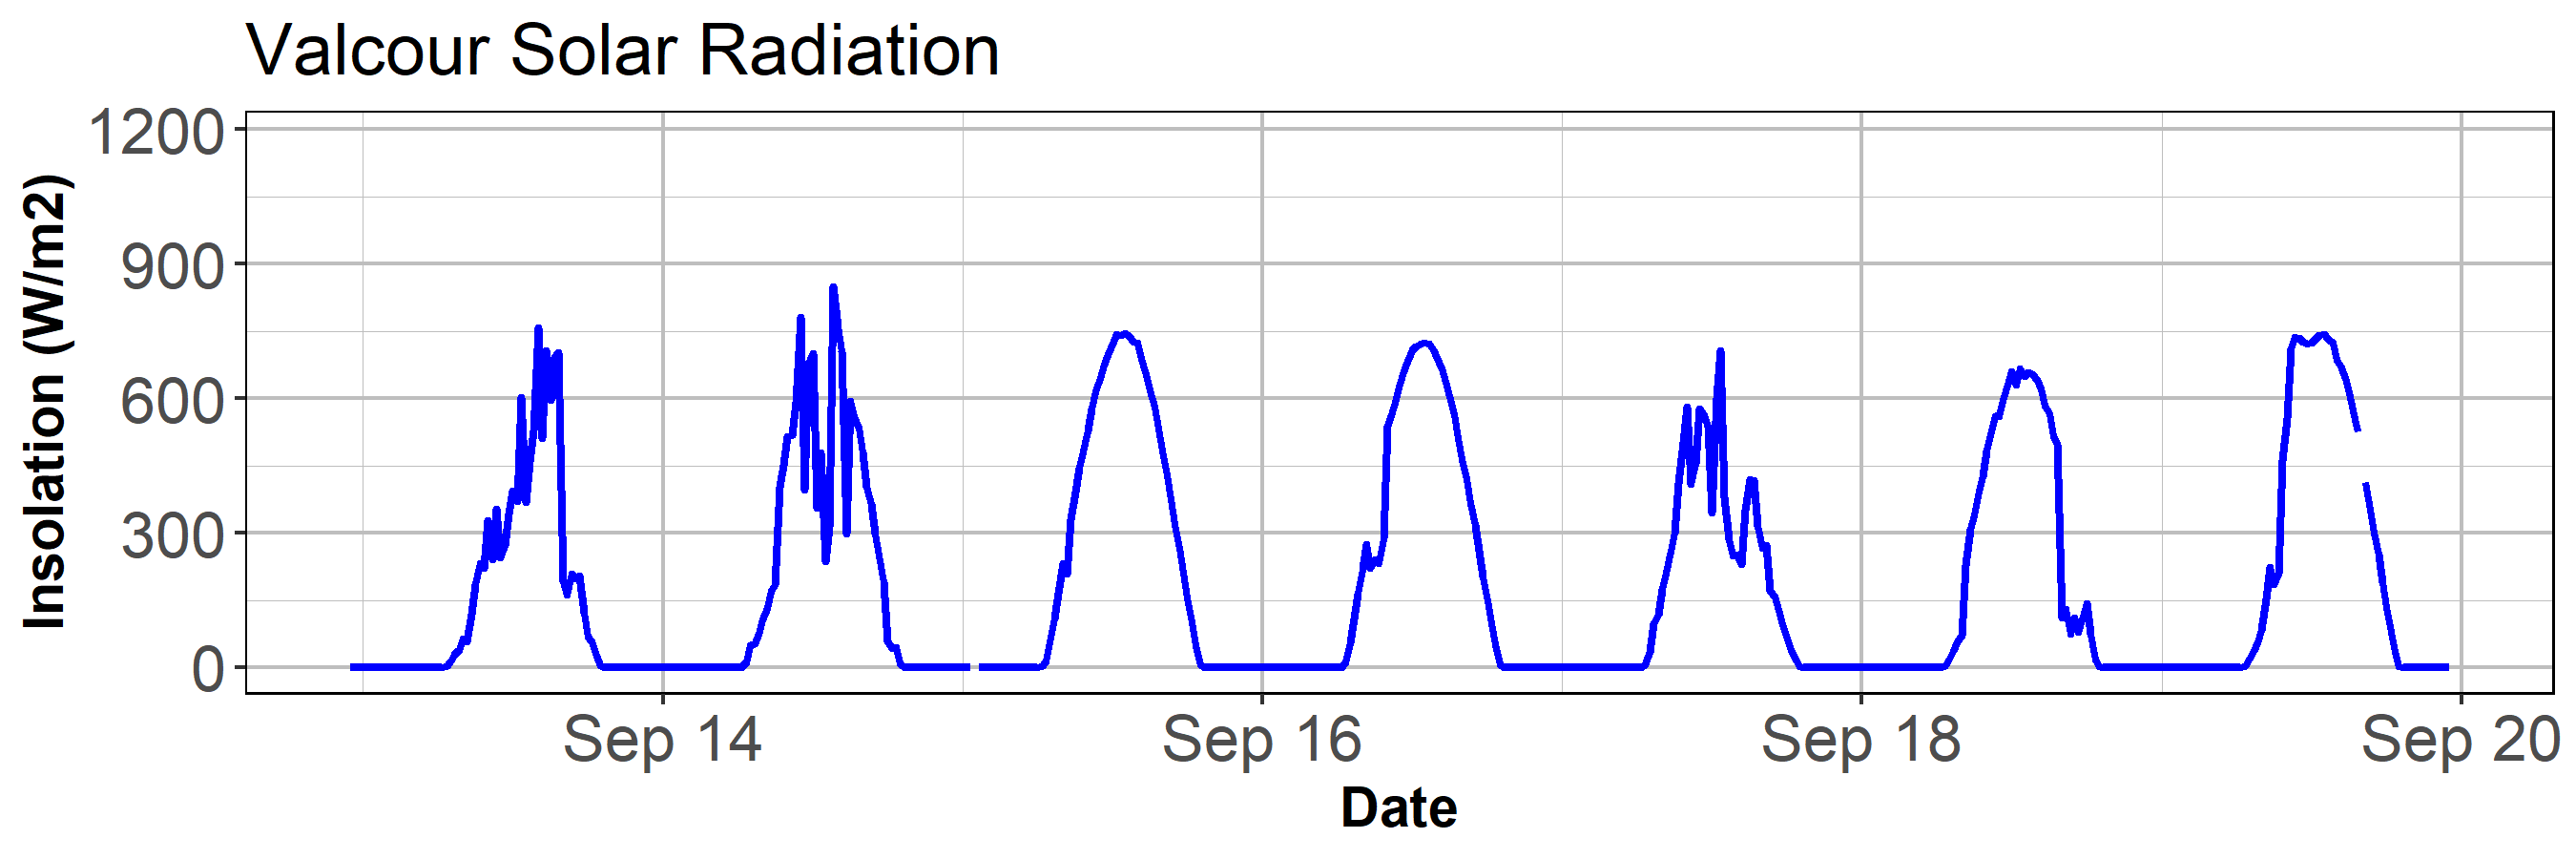 Valcour Solar Radiation
Insolation (W/m2)
1200
900
600
300
0
Sep 14
Sep 16
Sep 18
Sep 20
Date